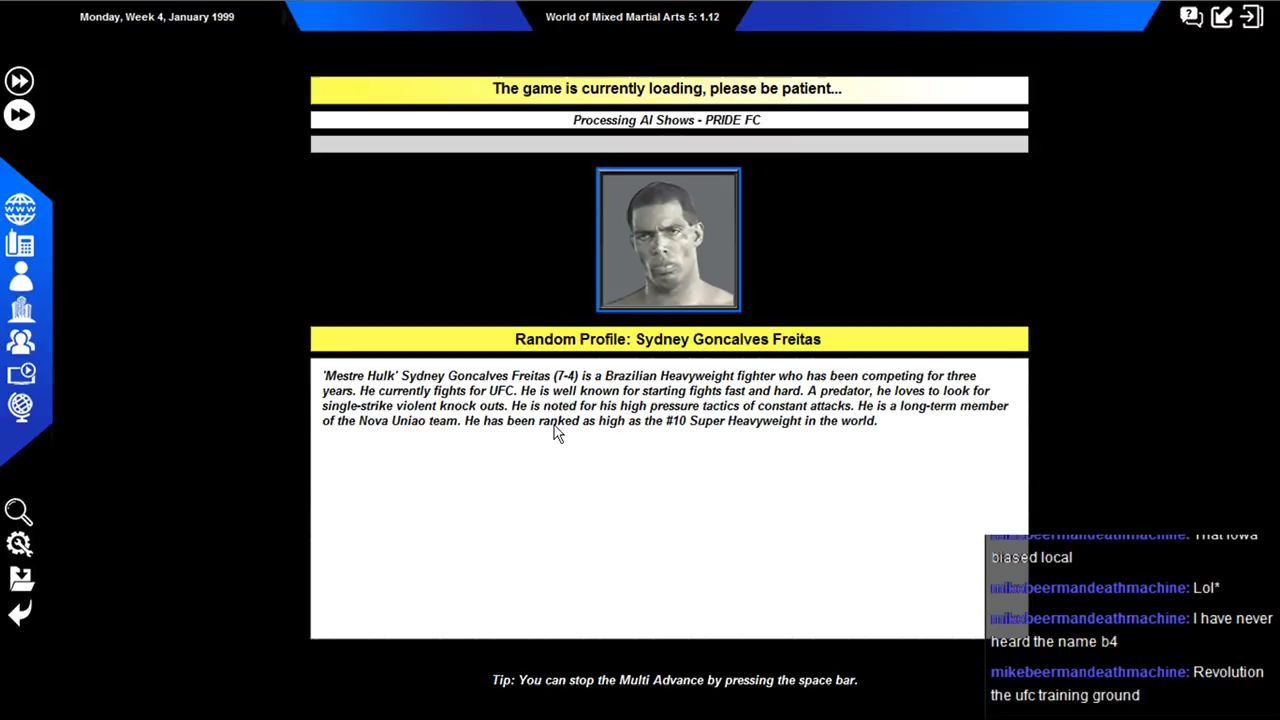 Monday, Week 4, January 1999
World of Mixed Martial Arts 5: 1.12
The game is currently loading, please be patient...
Processing AI Shows - PRIDE FC
WWW
Random Profile: Sydney Goncalves Freitas
'Mestre Hulk' Sydney Goncalves Freitas (7-4) is a Brazilian Heavyweight fighter who has been competing for three
years. He currently fights for UFC. He is well known for starting fights fast and hard. A predator, he loves to look for
single-strike violent knock outs. He is noted for his high pressure tactics of constant attacks. He is a long-term member
of the Nova Uniao team. He has been ranked as high as the #10 Super Heavyweight in the world.
mikebeermandeathmachine: That Iowa
biased local
mikebeermandeathmachine: Lol*
mikebeermandeathmachine: I have never
heard the name b4
mikebeermandeathmachine: Revolution
the ufc training ground
Tip: You can stop the Multi Advance by pressing the space bar.